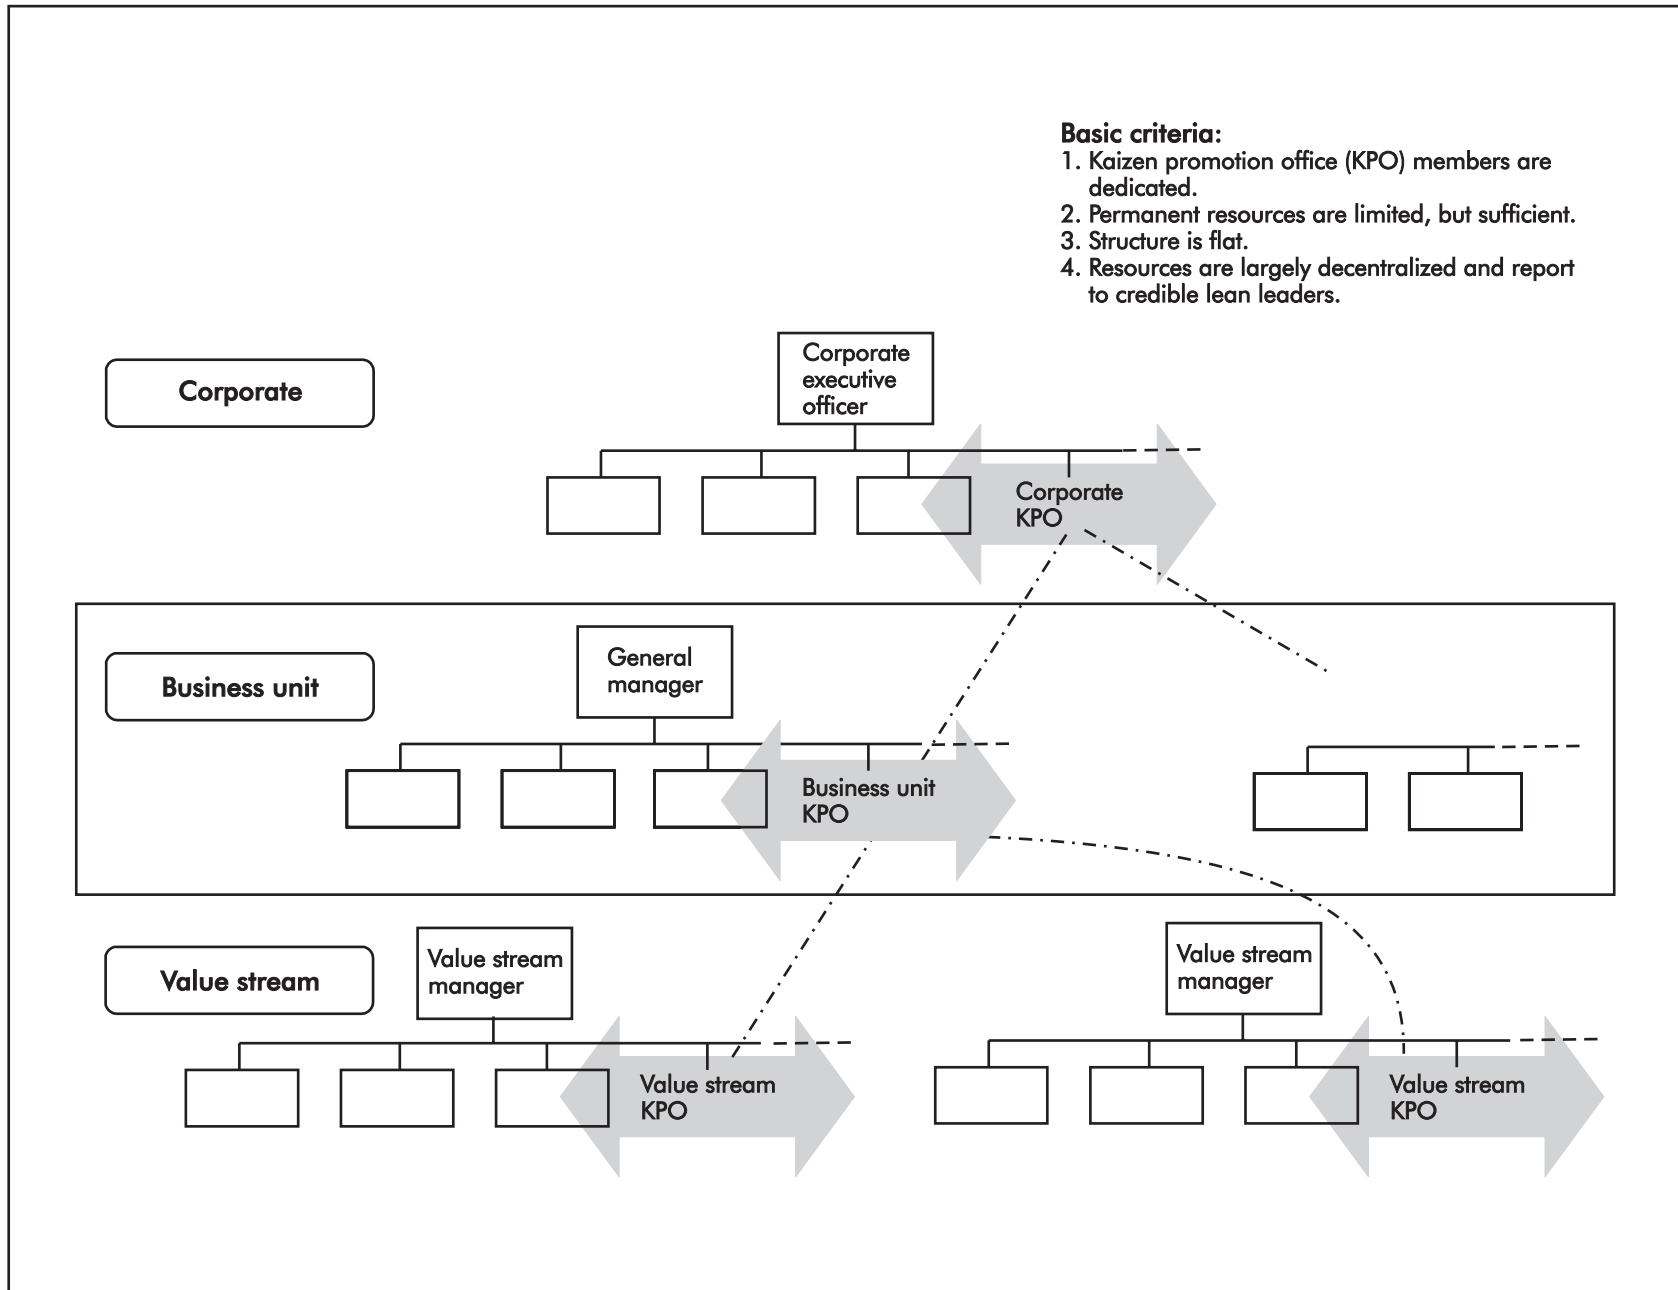 Basic criteria:
1. Kaizen promotion office (KPO) members are
dedicated.
2. Permanent resources are limited, but sufficient.
3. Structure is flat.
4. Resources are largely decentralized and report
to credible lean leaders.
Corporate
Corporate
executive
officer
Corporate
KPO
Business unit
General
manager
Business unit
KPO
Value stream
Value stream
manager
Value stream
KPO
Value stream
manager
Value stream
KPO